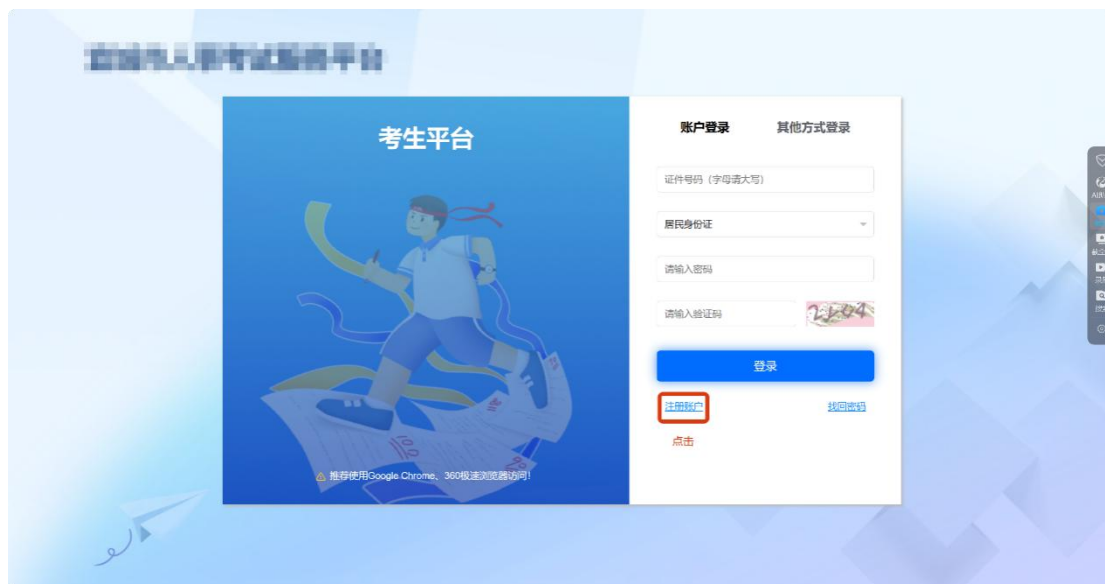 考生平台
账户登录 其他方式登录
证件号码（字母请大写）
居民身份证
请输入密码
请输入验证码
登录
注册账户 找回密码
点击
推荐使用Google Chrome、360极速浏览器访问!